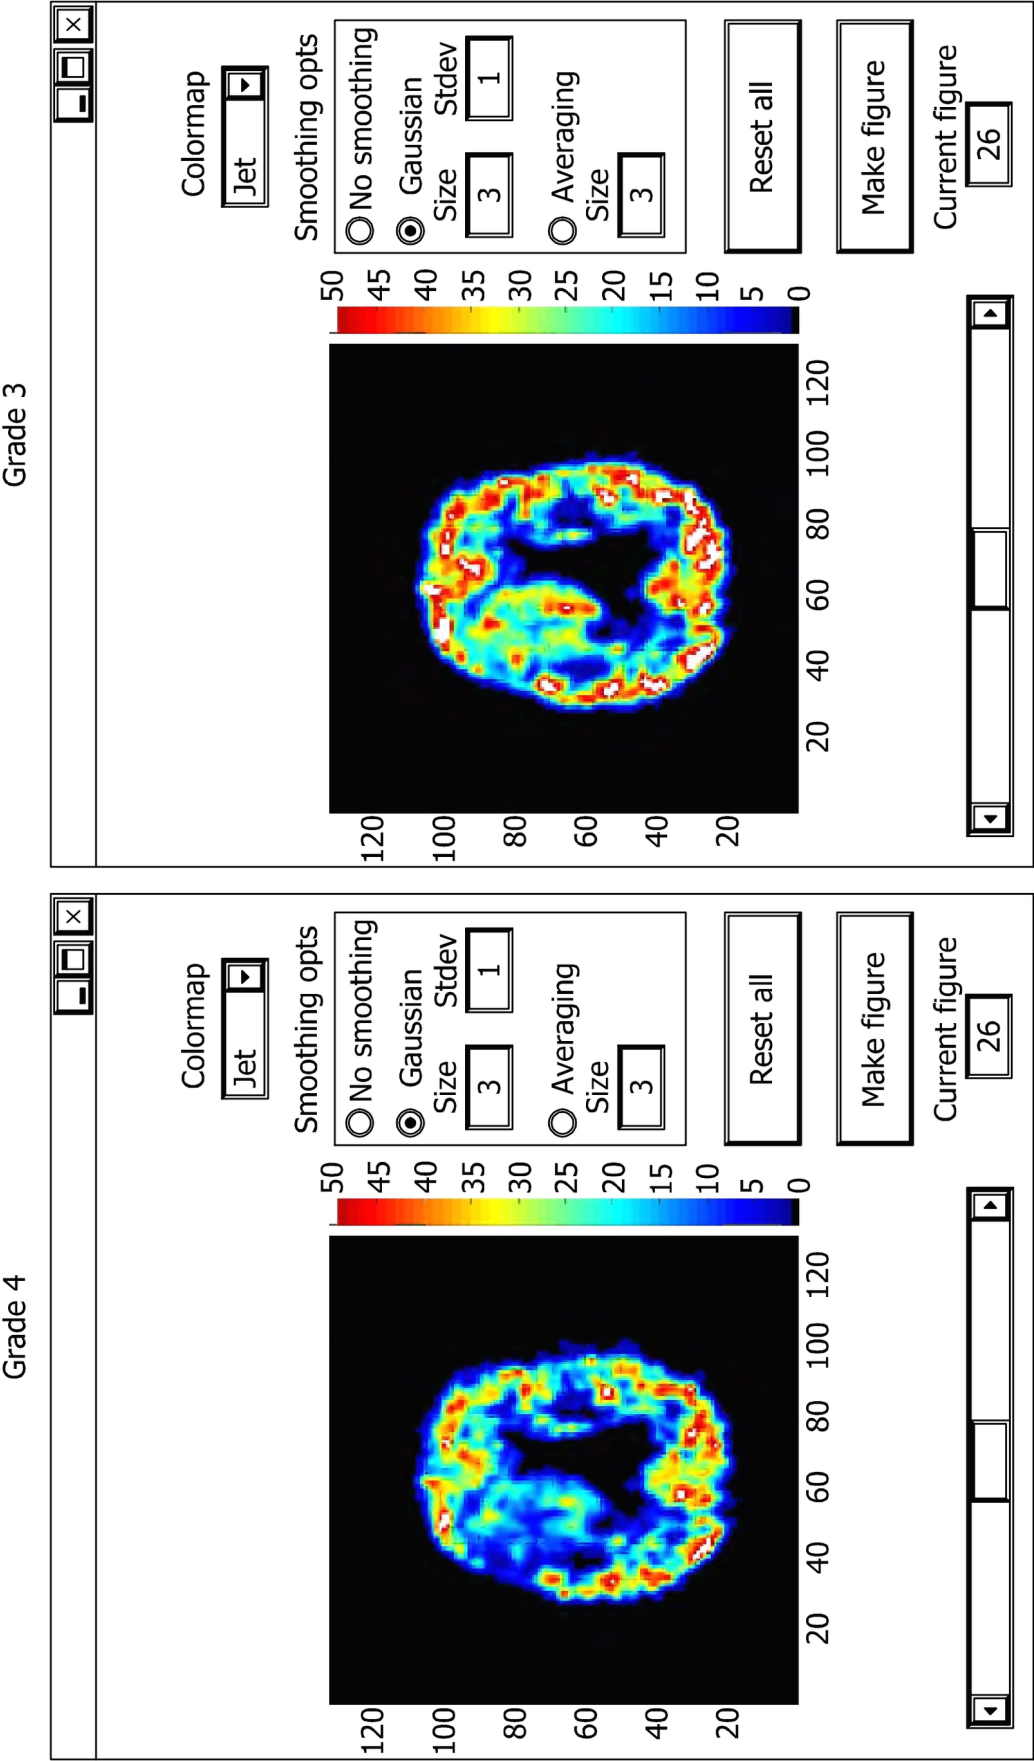 Grade 4
X
Colormap
Jet
Smoothing opts
No smoothing
Gaussian
Size Stdev
3 1
Averaging
Size
3
Reset all
Make figure
Current figure
26
50
45
40
35
30
25
20
15
10
5
0
120
100
80
60
40
20
20 40 60 80 100 120
Grade 3
X
Colormap
Jet
Smoothing opts
No smoothing
Gaussian
Size Stdev
3 1
Averaging
Size
3
Reset all
Make figure
Current figure
26
50
45
40
35
30
25
20
15
10
5
0
120
100
80
60
40
20
20 40 60 80 100 120